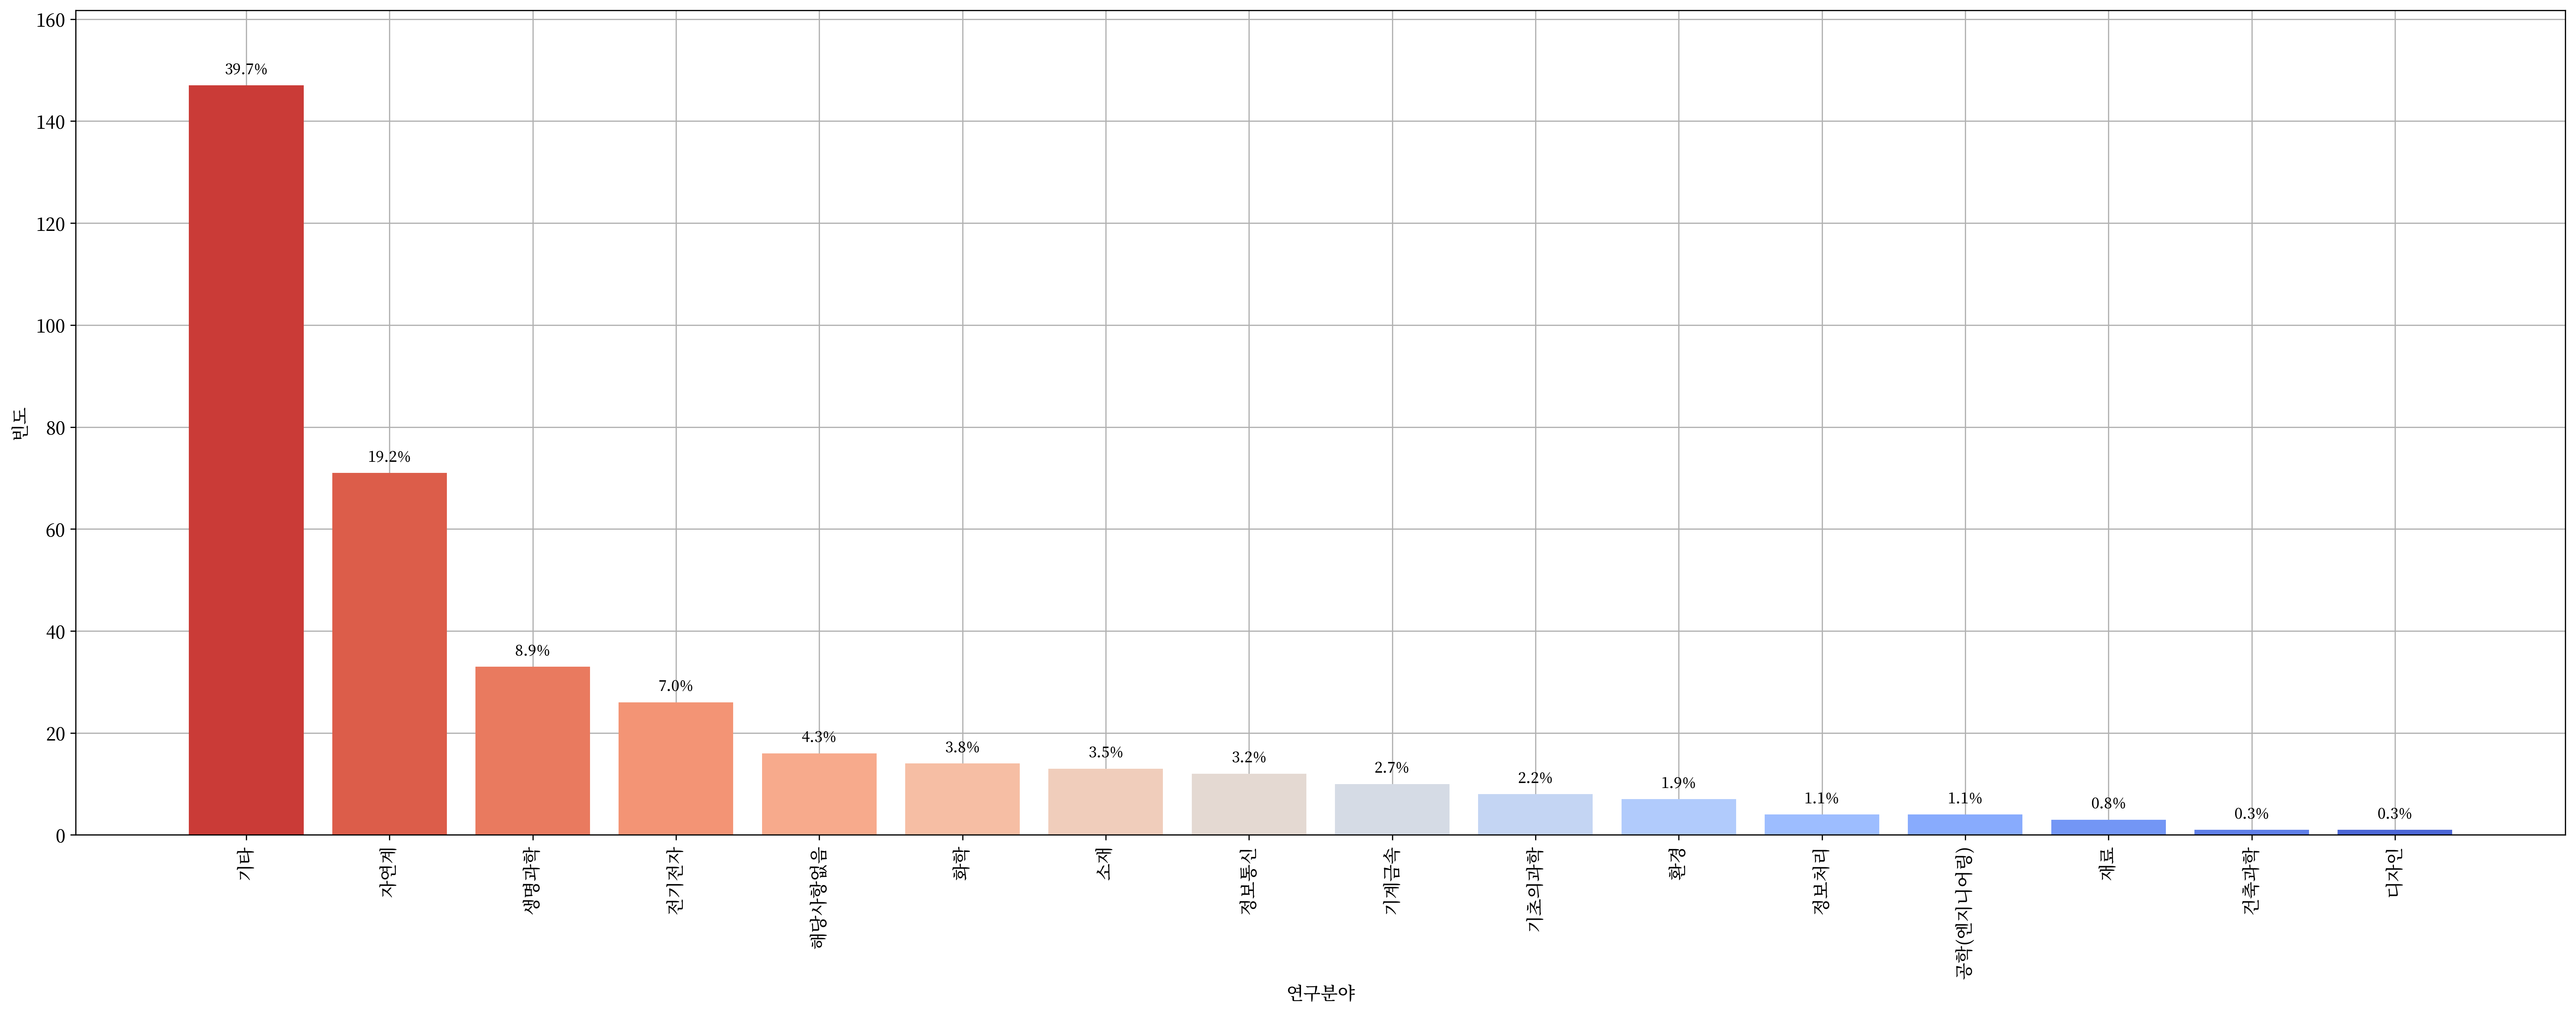 160
140
120
100
80
60
40
20
0
빈도
39.7%
19.2%
8.9%
7.0%
4.3%
3.8%
3.5%
3.2%
2.7%
2.2%
1.9%
1.1%
1.1%
0.8%
0.3%
0.3%
기타
자연계
생명과학
전기전자
해당사항없음
화학
소재
정보통신
기계금속
기초의과학
환경
정보처리
공학(엔지니어링)
재료
건축과학
디자인
연구분야